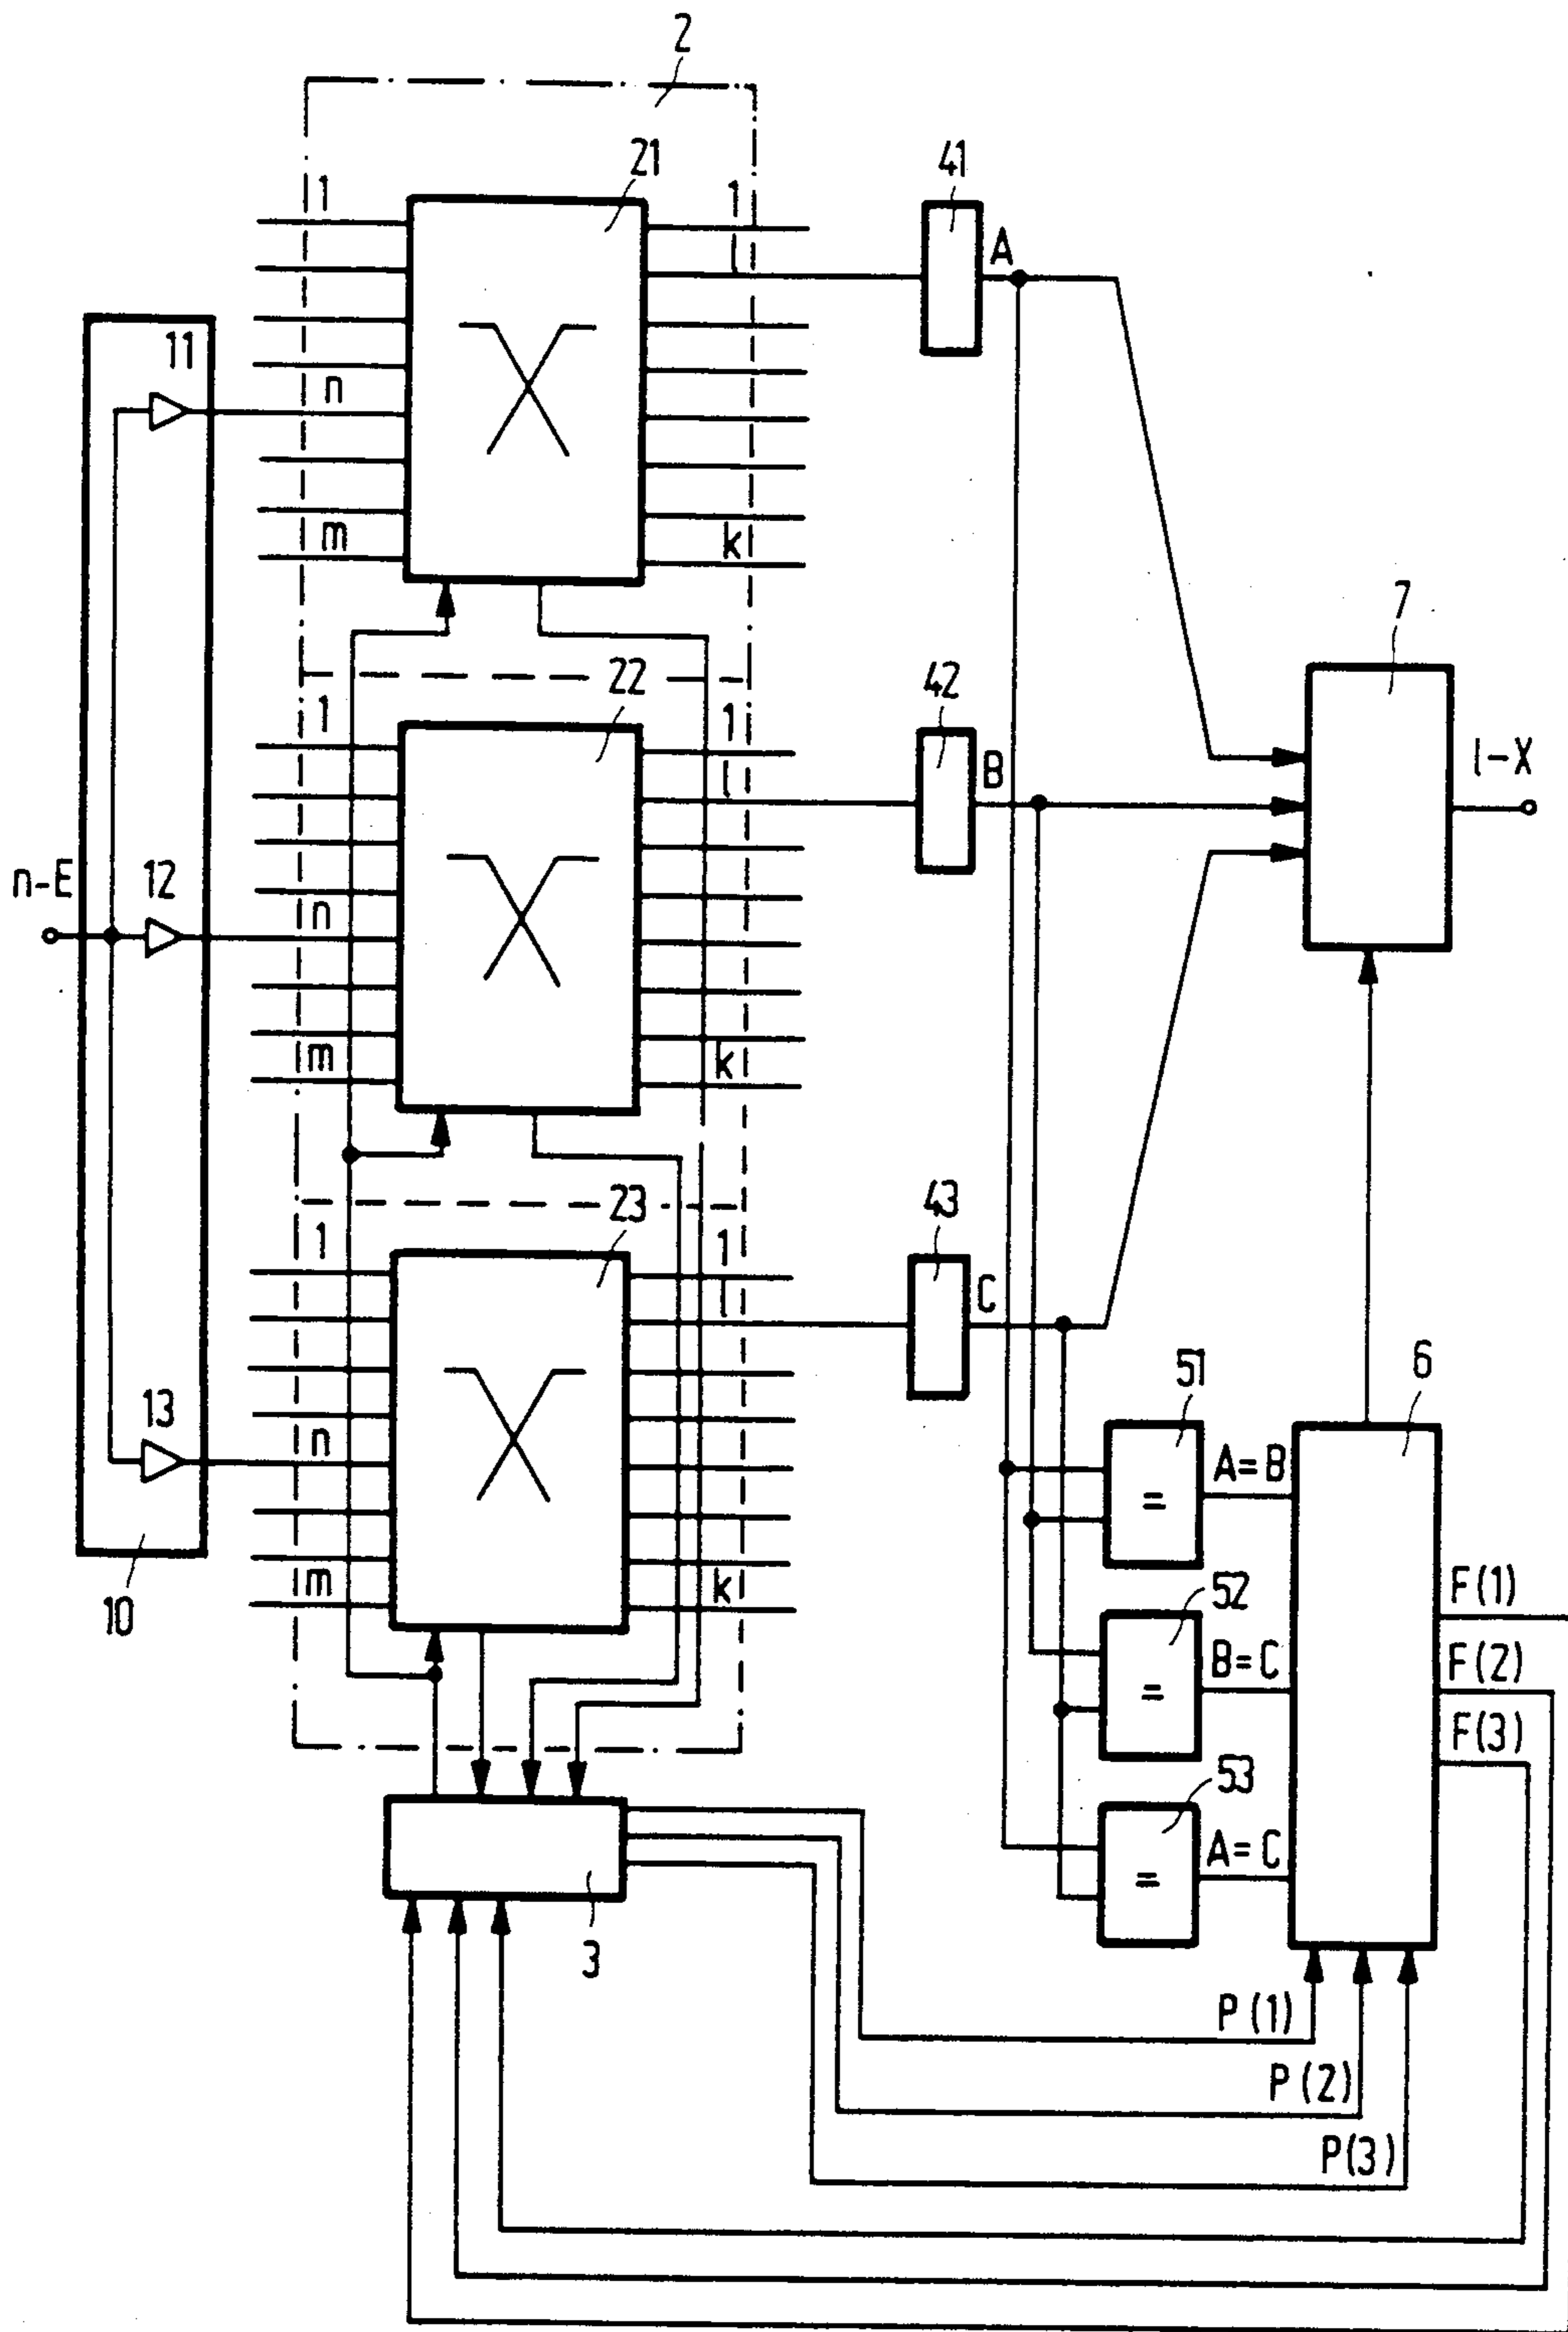 2
21
41
1
1
l
A
11
n
m
k
7
22
42
1
1
l
B
l-X
n-E
12
n
m
k
23
43
1
1
l
C
51
6
13
n
A=B
=
10
m
k
52
F(1)
B=C
=
F(2)
F(3)
53
A=C
=
3
P(1)
P(2)
P(3)